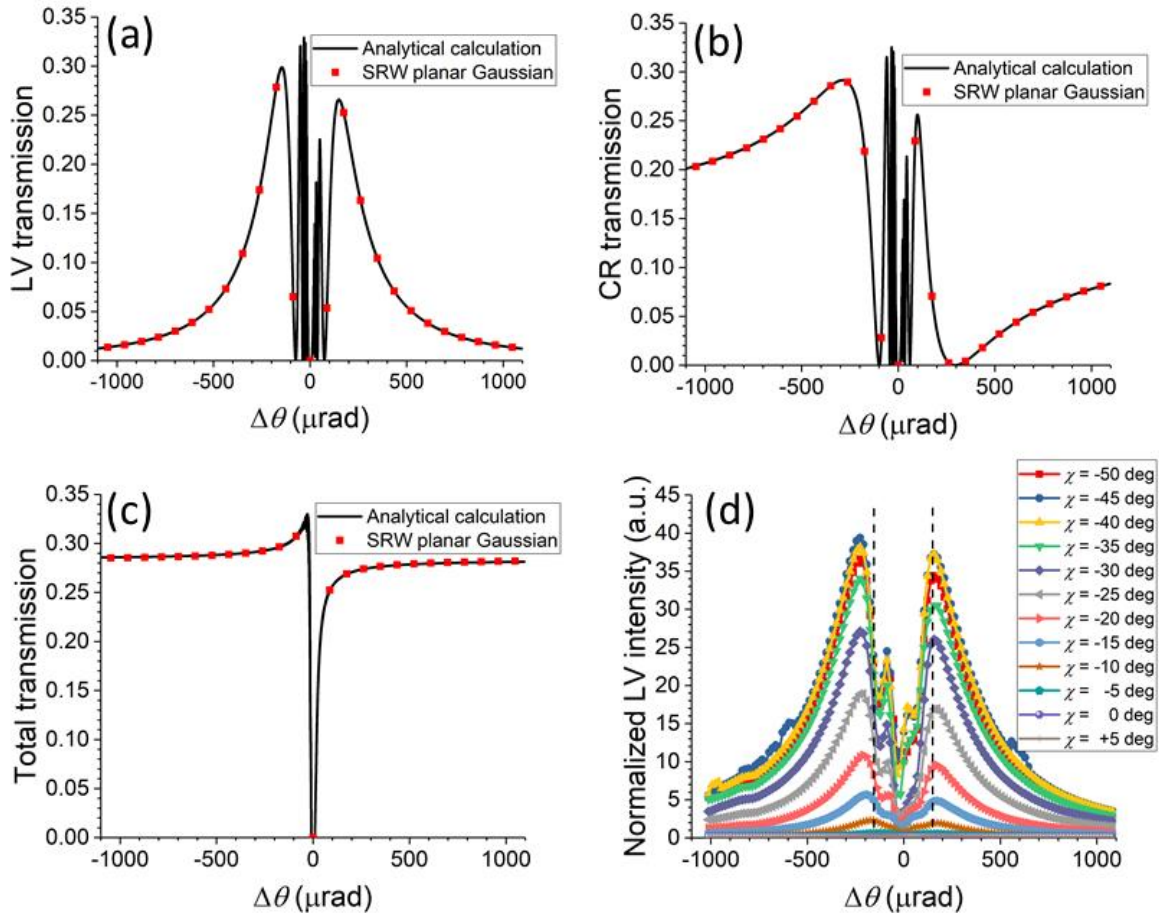 (a)
Analytical calculation
SRW planar Gaussian
LV transmission
0.35
0.30
0.25
0.20
0.15
0.10
0.05
0.00
-1000 -500 0 500 1000
Δθ (μrad)
(b)
Analytical calculation
SRW planar Gaussian
CR transmission
0.35
0.30
0.25
0.20
0.15
0.10
0.05
0.00
-1000 -500 0 500 1000
Δθ (μrad)
(c)
Analytical calculation
SRW planar Gaussian
Total transmission
0.35
0.30
0.25
0.20
0.15
0.10
0.05
0.00
-1000 -500 0 500 1000
Δθ (μrad)
(d)
χ = -50 deg
χ = -45 deg
χ = -40 deg
χ = -35 deg
χ = -30 deg
χ = -25 deg
χ = -20 deg
χ = -15 deg
χ = -10 deg
χ = -5 deg
χ = 0 deg
χ = +5 deg
Normalized LV intensity (a.u.)
45
40
35
30
25
20
15
10
5
0
-1000 -500 0 500 1000
Δθ (μrad)